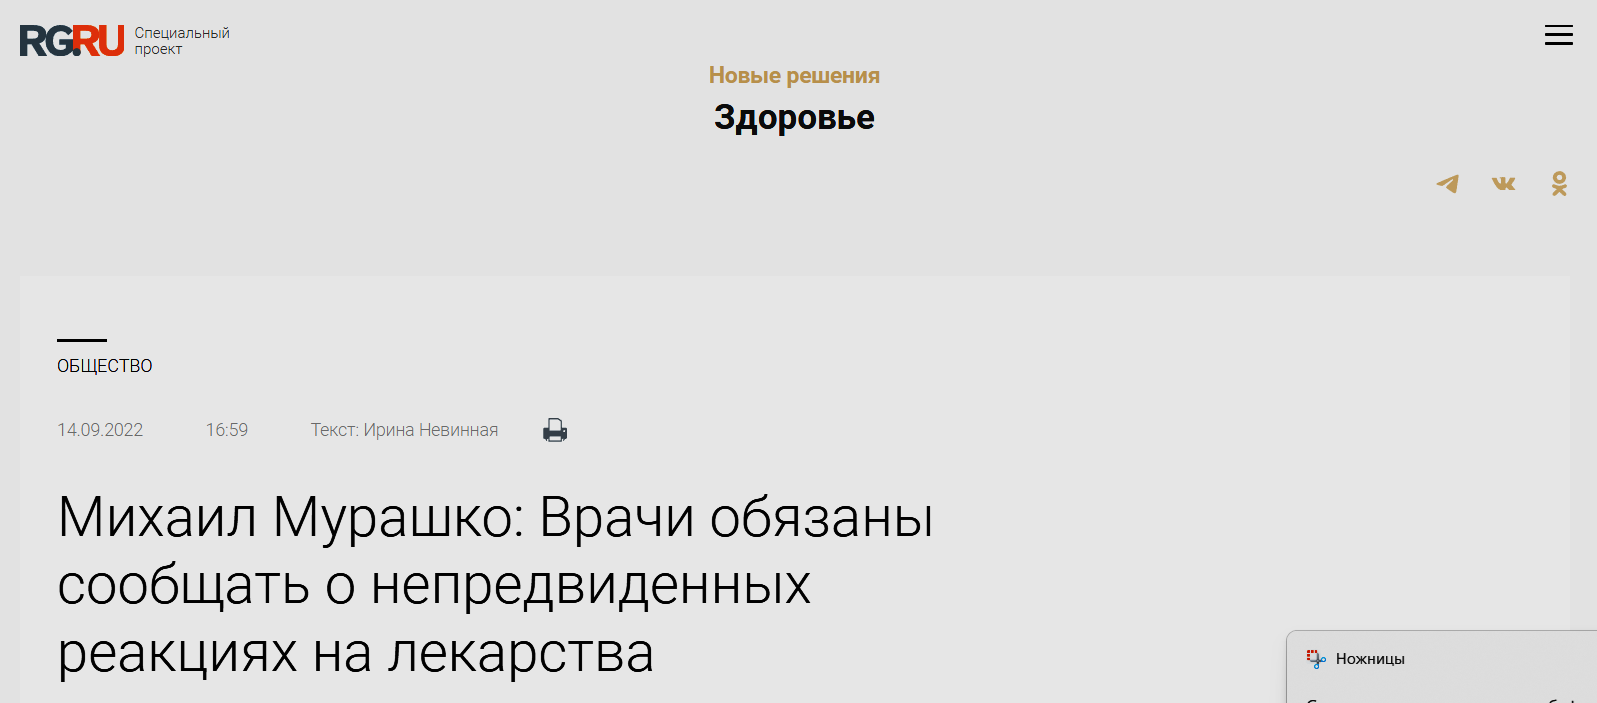 RG.RU
Специальный
проект
Новые решения
Здоровье
ОБЩЕСТВО
14.09.2022 16:59 Текст: Ирина Невинная
Михаил Мурашко: Врачи обязаны
сообщать о непредвиденных
реакциях на лекарства
Ножницы